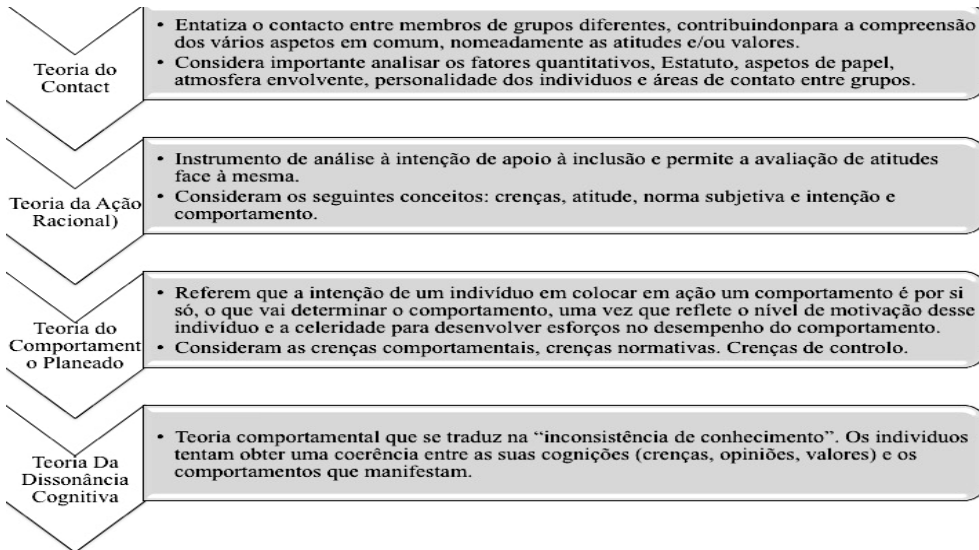 Teoria do
Contact
• Entatiza o contacto entre membros de grupos diferentes, contribuindonpara a compreensão
dos vários aspetos em comum, nomeadamente as atitudes e/ou valores.
• Considera importante analisar os fatores quantitativos, Estatuto, aspetos de papel,
atmosfera envolvente, personalidade dos individuos e áreas de contato entre grupos.
Teoria da Ação
Racional)
• Instrumento de análise à intenção de apoio à inclusão e permite a avaliação de atitudes
face à mesma.
• Consideram os seguintes conceitos: crenças, atitude, norma subjetiva e intenção e
comportamento.
Teoria do
Comportament
o Planeado
• Referem que a intenção de um indivíduo em colocar em ação um comportamento é por si
só, o que vai determinar o comportamento, uma vez que reflete o nível de motivação desse
indivíduo e a celeridade para desenvolver esforços no desempenho do comportamento.
• Consideram as crenças comportamentais, crenças normativas. Crenças de controlo.
Teoria Da
Dissonância
Cognitiva
• Teoria comportamental que se traduz na “inconsistência de conhecimento”. Os individuos
tentam obter uma coerência entre as suas cognições (crenças, opiniões, valores) e os
comportamentos que manifestam.